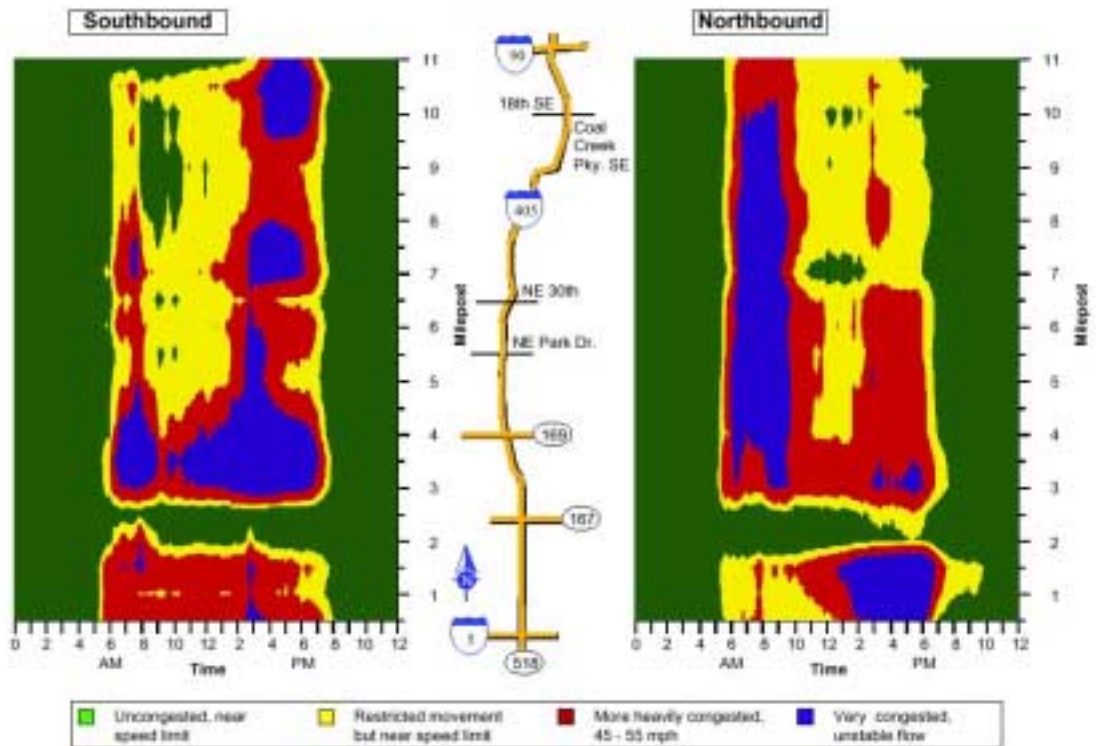 Southbound
Northbound
11
10
9
8
7
6
5
4
3
2
1
Milepost
0 6 8 10 12 2 4 6 8 10 12
AM PM
Time
90
18th SE
Coal
Creek
Pky. SE
405
NE 30th
NE Park Dr.
169
167
N
5
518
11
10
9
8
7
6
5
4
3
2
1
Milepost
0 2 6 8 10 12 2 4 6 8 10 12
AM PM
Time
Uncongested, near
speed limit
Restricted movement
but near speed limit
More heavily congested,
45 - 55 mph
Very congested,
unstable flow